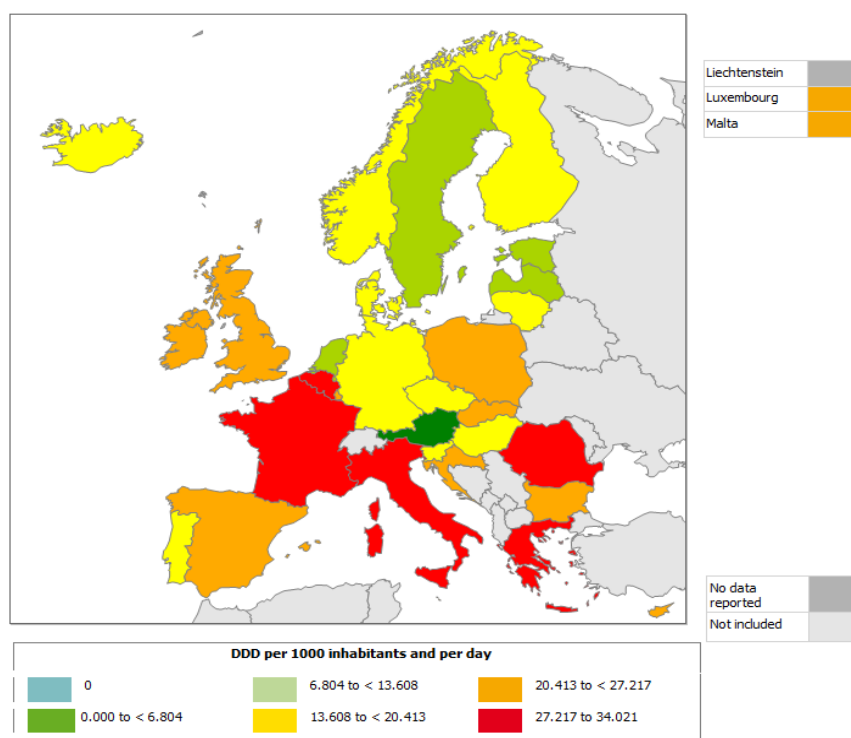 Liechtenstein
Luxembourg
Malta
No data
reported
Not included
DDD per 1000 inhabitants and per day
0
6.804 to < 13.608
20.413 to < 27.217
0.000 to < 6.804
13.608 to < 20.413
27.217 to 34.021